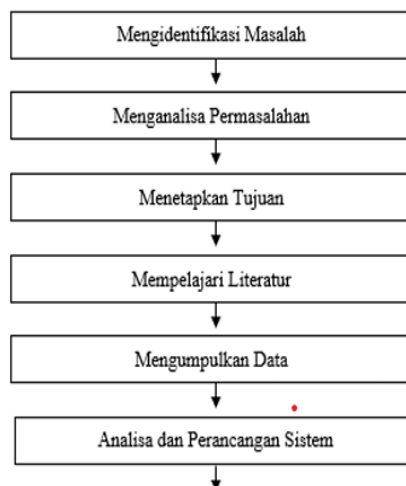 Mengidentifikasi Masalah
Menganalisa Permasalahan
Menetapkan Tujuan
Mempelajari Literatur
Mengumpulkan Data
Analisa dan Perancangan Sistem